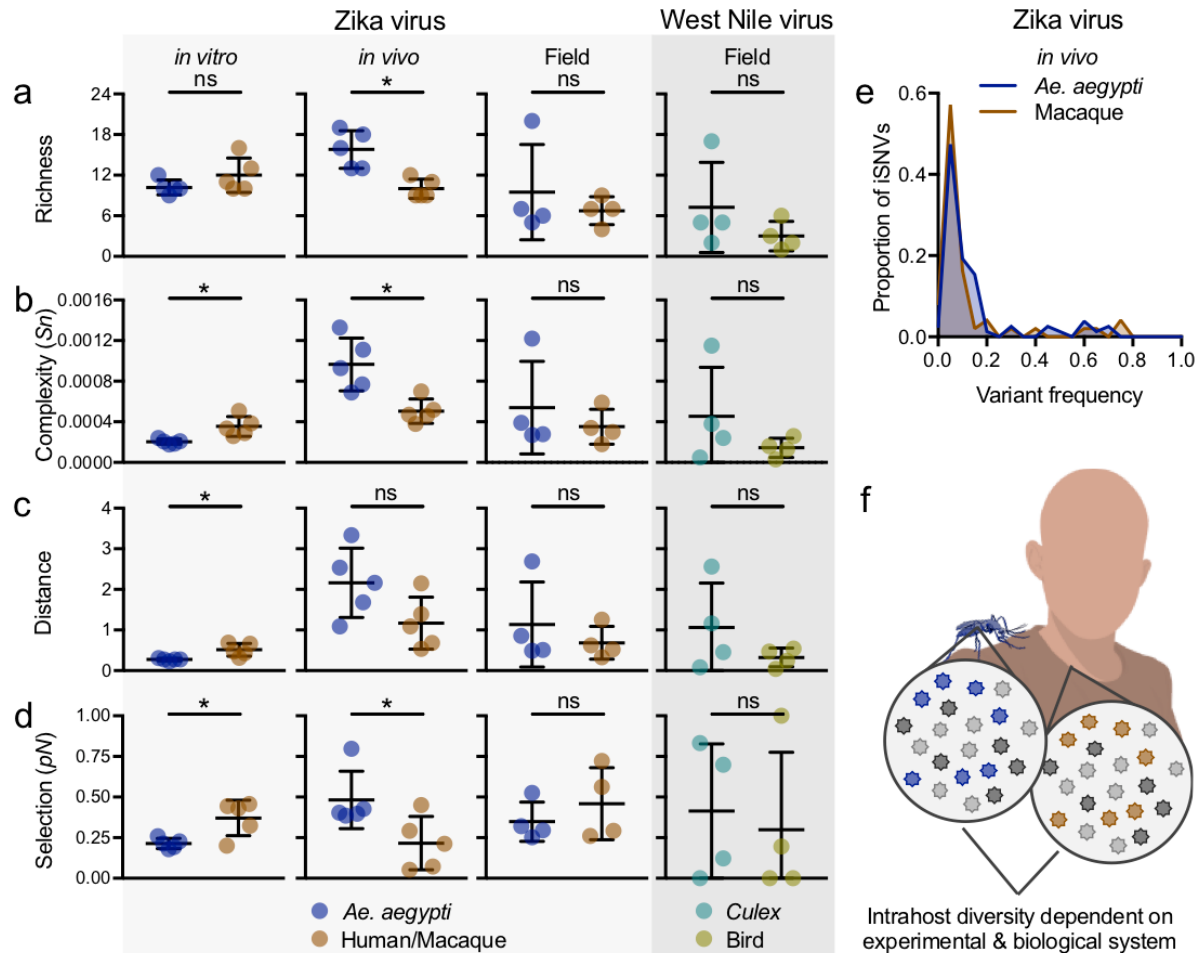 Zika virus
West Nile virus
in vitro
in vivo
Field
Field
a
ns
*
ns
ns
Richness
24
18
12
6
0
b
*
*
ns
ns
Complexity (Sn)
0.0016
0.0012
0.0008
0.0004
0.0000
c
*
ns
ns
ns
Distance
4
3
2
1
0
d
*
*
ns
ns
Selection (pN)
1.00
0.75
0.50
0.25
0.00
Ae. aegypti
Human/Macaque
Culex
Bird
Zika virus
in vivo
e
Ae. aegypti
Macaque
Proportion of iSNVs
0.6
0.4
0.2
0.0
0.0 0.2 0.4 0.6 0.8 1.0
Variant frequency
f
Intrahost diversity dependent on
experimental & biological system